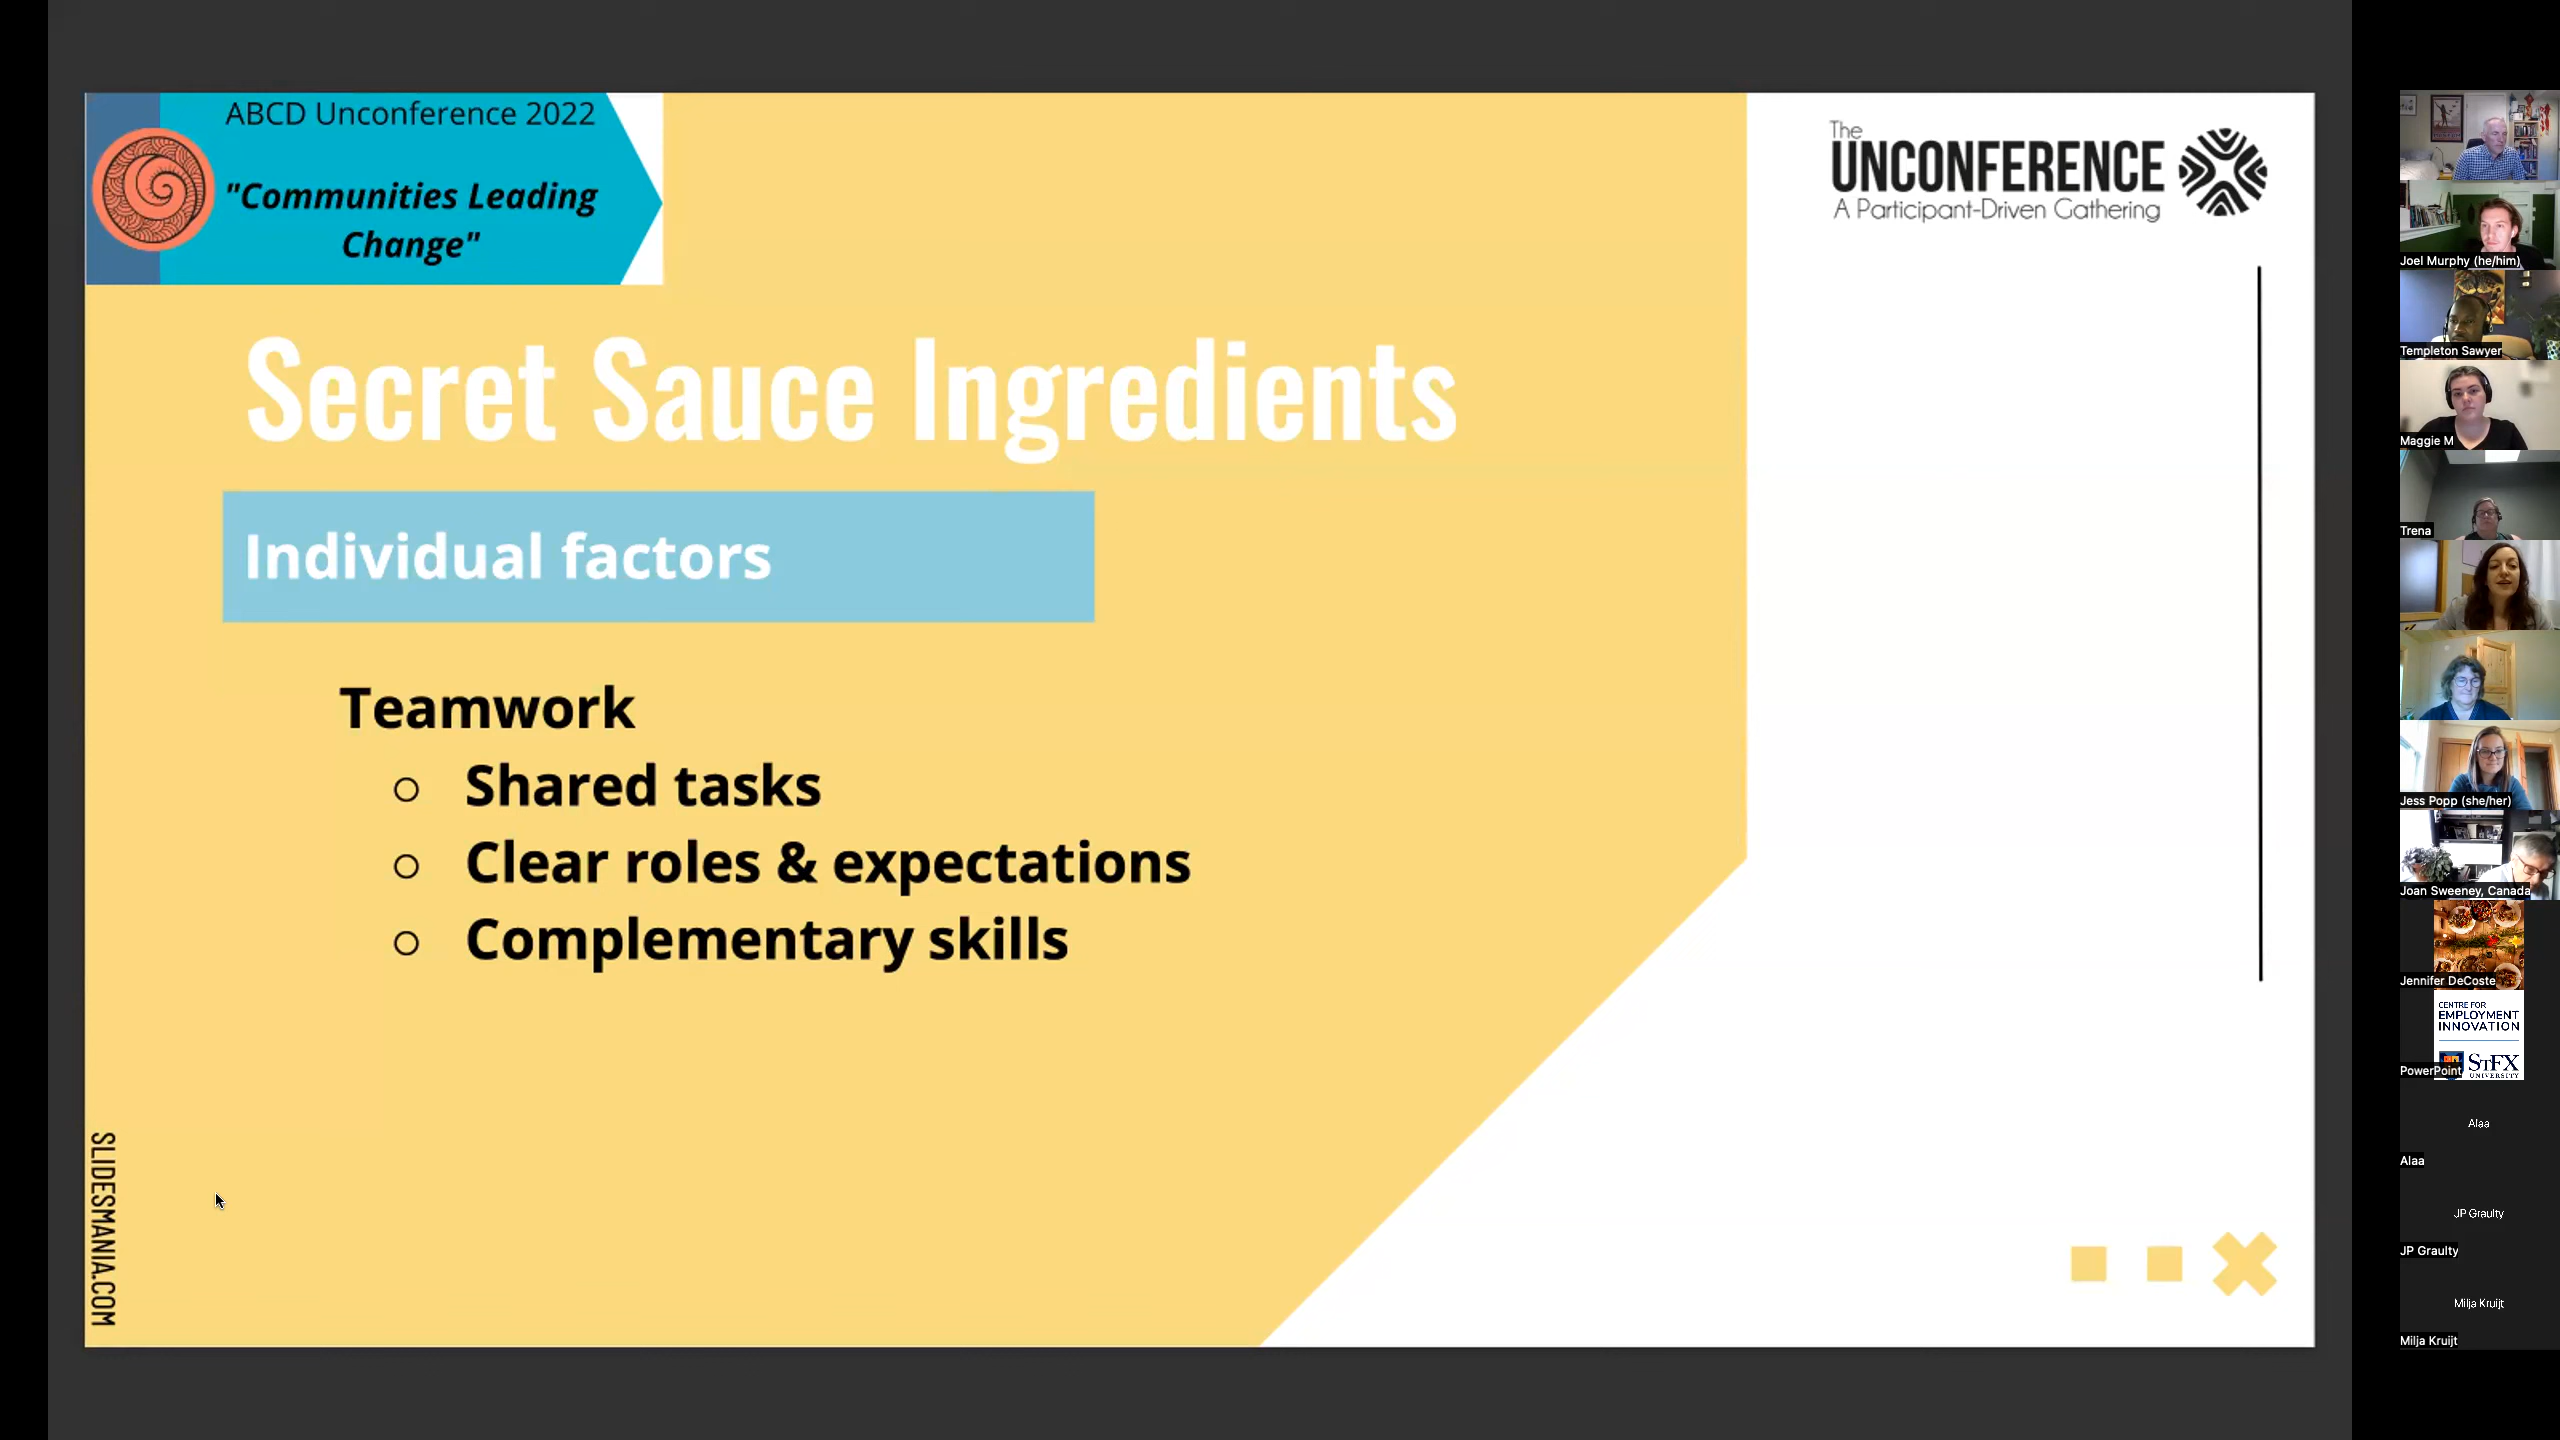 ABCD Unconference 2022
"Communities Leading
Change"
The
UNCONFERENCE
A Participant-Driven Gathering
Secret Sauce Ingredients
Individual factors
Teamwork
○ Shared tasks
○ Clear roles & expectations
○ Complementary skills
SLIDESMANIA.COM
Joel Murphy (he/him)
Templeton Sawyer
Maggie M
Trena
Jess Popp (she/her)
Joan Sweeney, Canada
Jennifer DeCoste
CENTRE FOR
EMPLOYMENT
INNOVATION
STFX
UNIVERSITY
PowerPoint
Alaa
Alaa
JP Graulty
JP Graulty
Milja Kruijt
Milja Kruijt